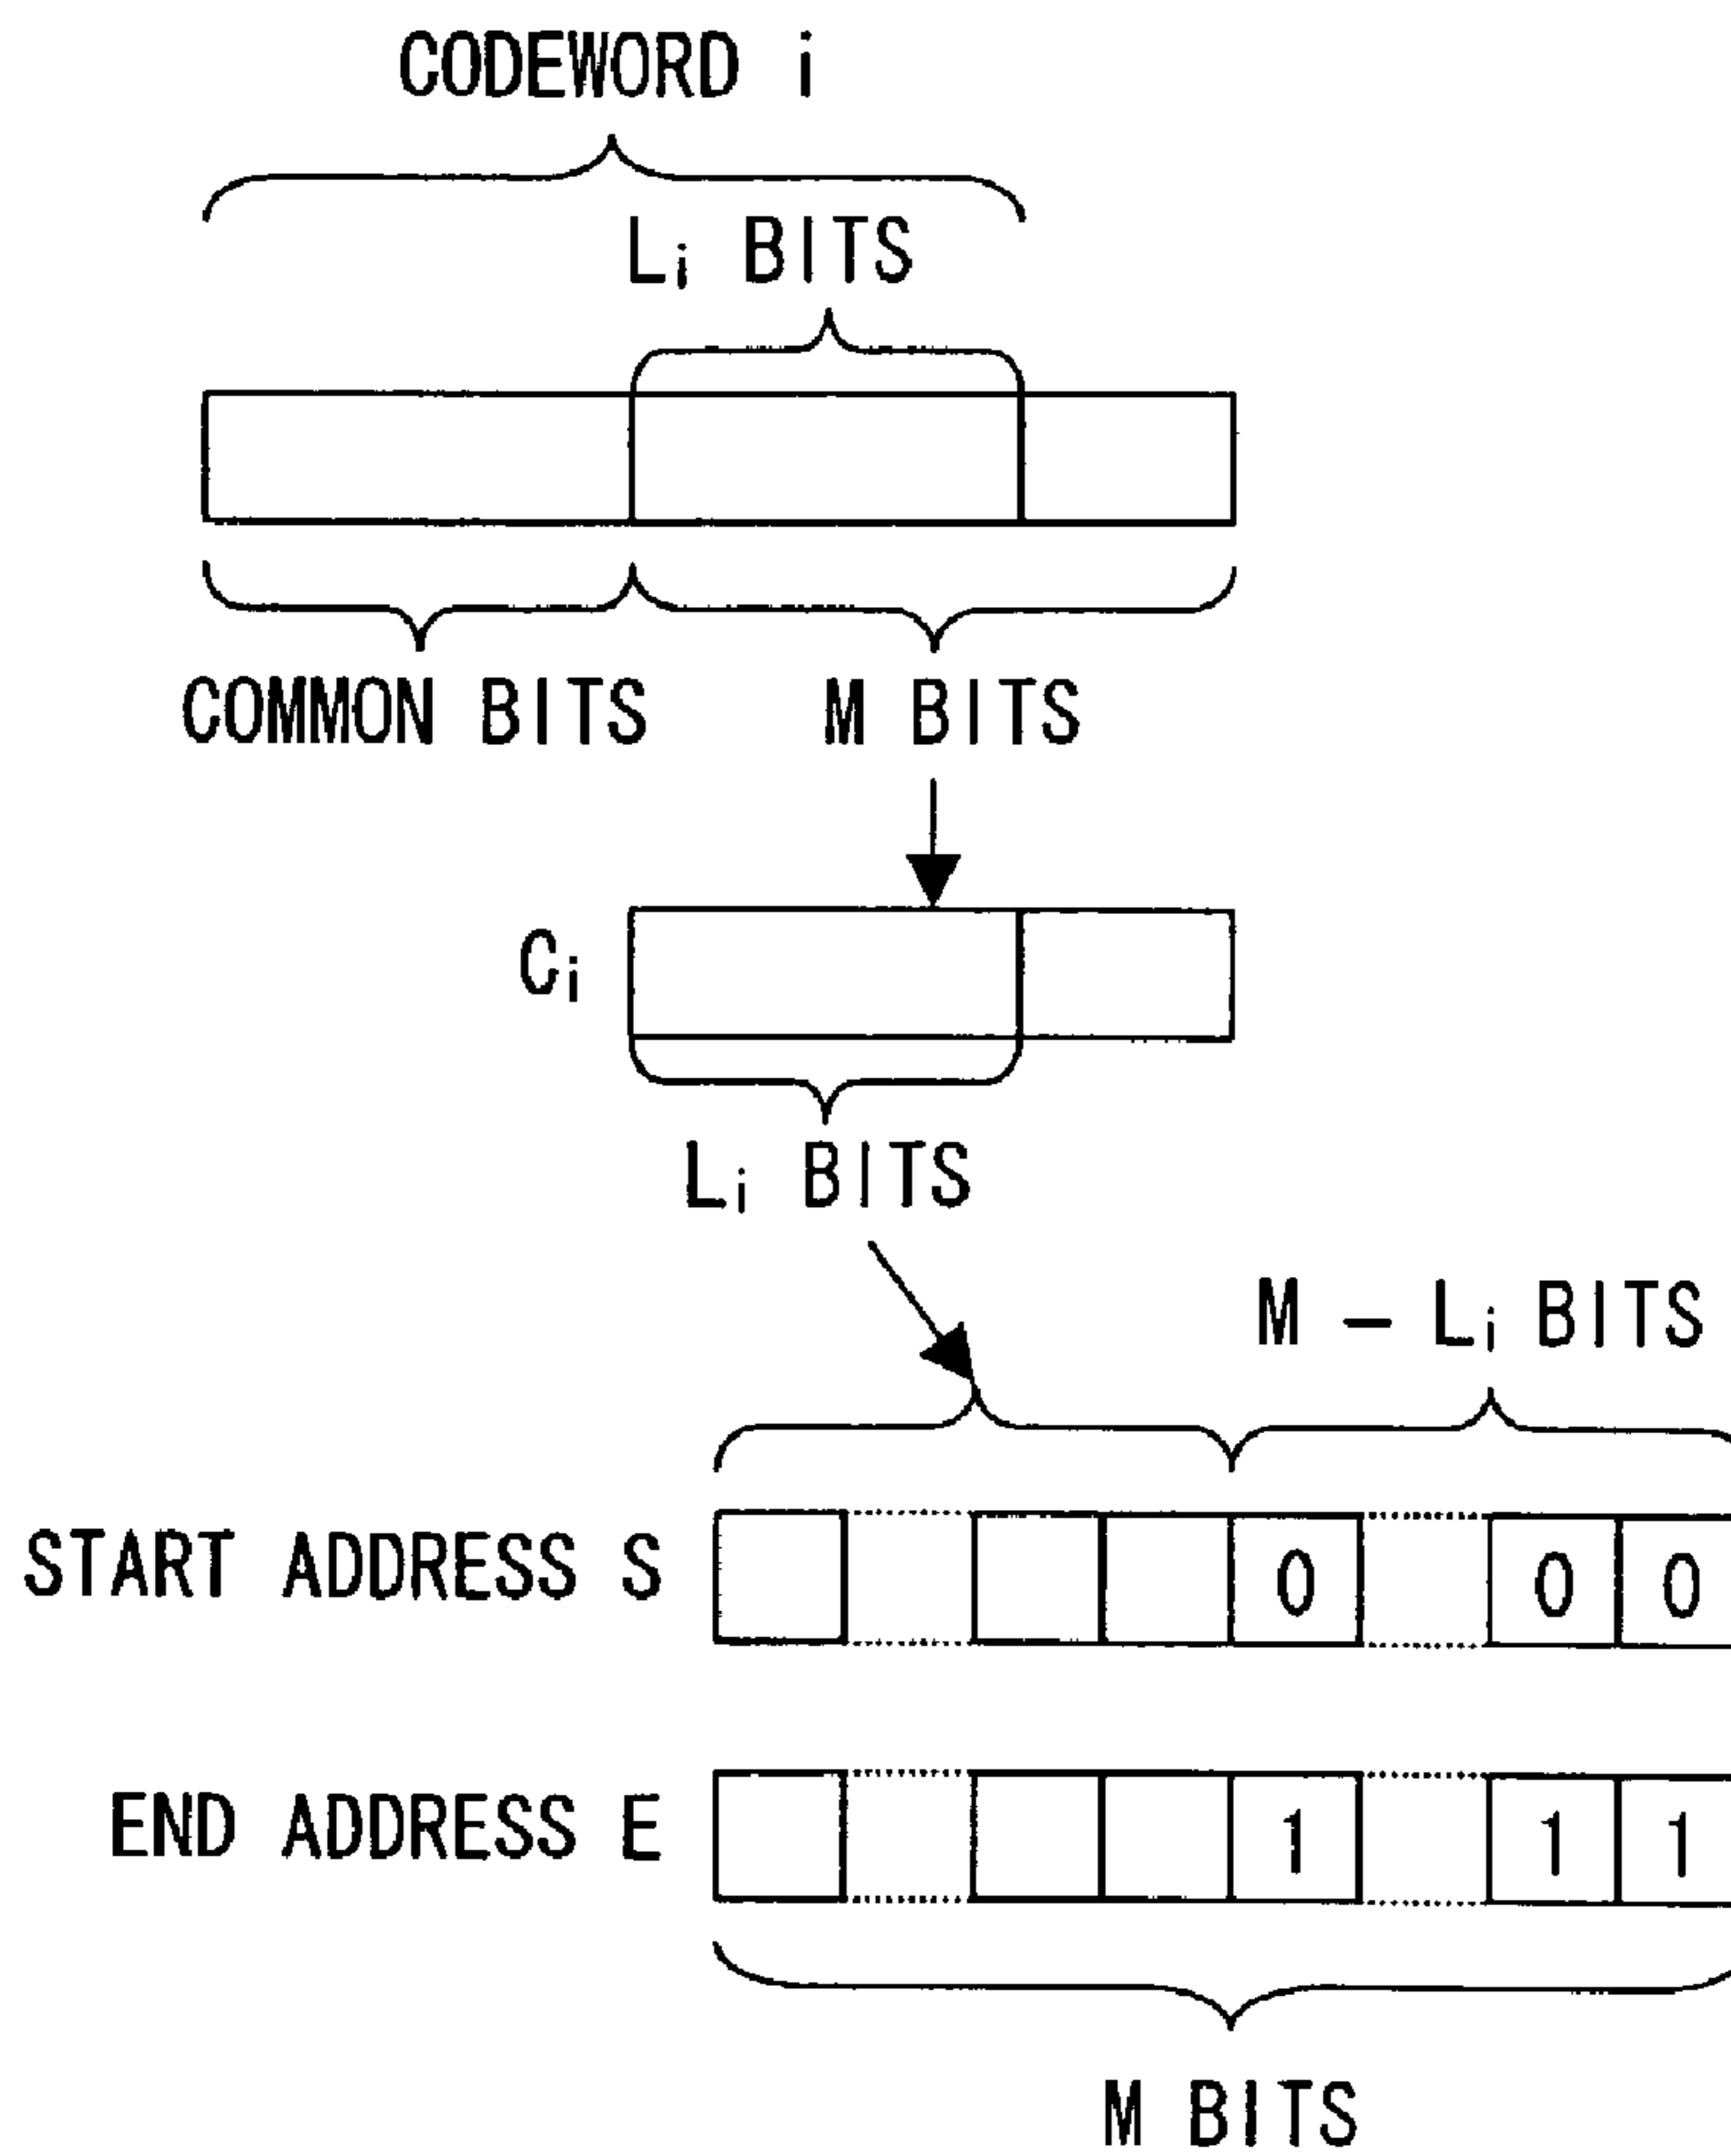 CODEWORD i
Li BITS
COMMON BITS M BITS
Ci
Li BITS
M - Li BITS
START ADDRESS S 0 0 0
END ADDRESS E 1 1 1
M BITS